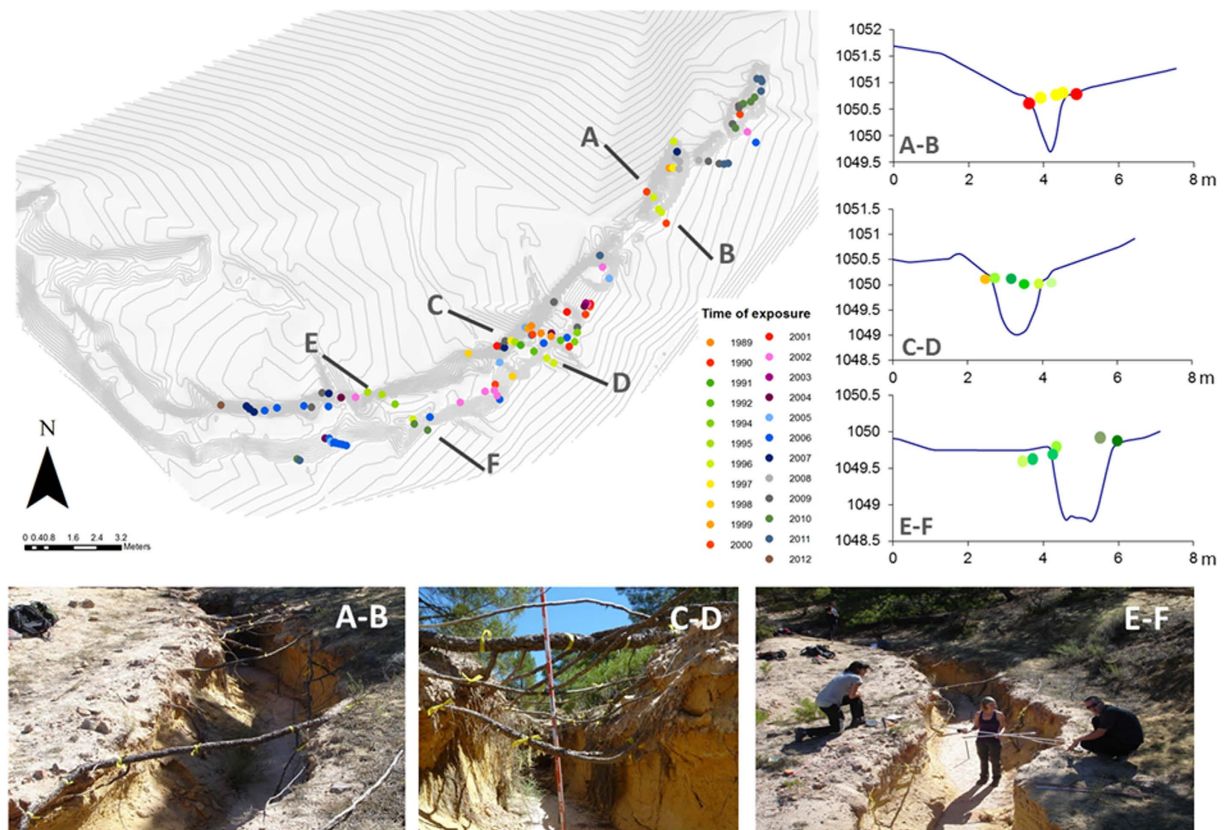 A
B
C
D
E
F
N
0 0.40.8 1.6 2.4 3.2
Meters
Time of exposure
1989
1990
1991
1992
1994
1995
1996
1997
1998
1999
2000
2001
2002
2003
2004
2005
2006
2007
2008
2009
2010
2011
2012
1052
1051.5
1051
1050.5
1050
1049.5
A-B
0 2 4 6 8 m
1051.5
1051
1050.5
1050
1049.5
1049
1048.5
C-D
0 2 4 6 8 m
1050
1049.5
1049
1048.5
E-F
0 2 4 6 8 m
A-B
C-D
E-F